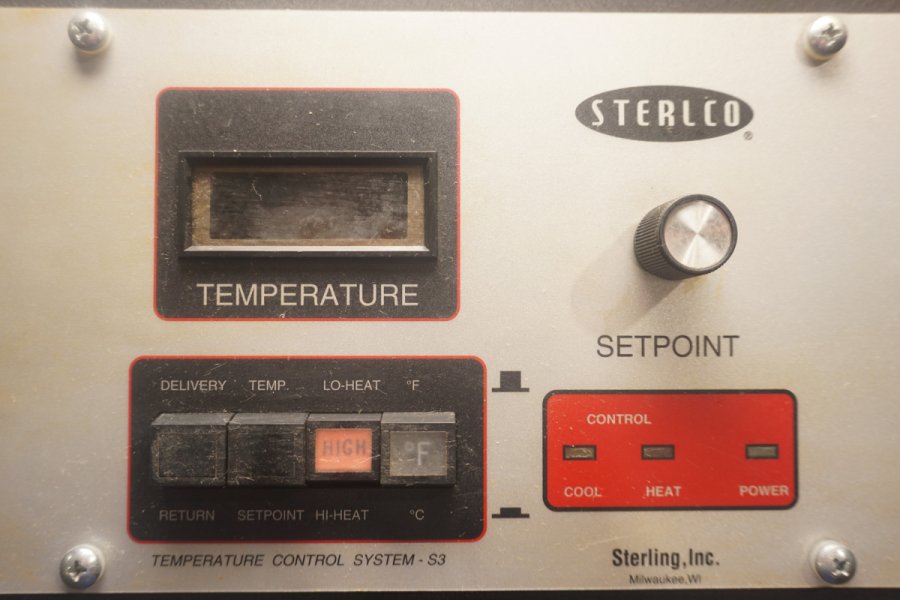 STERLCO
®
TEMPERATURE
SETPOINT
DELIVERY TEMP. LO-HEAT °F
HIGH °F
RETURN SETPOINT HI-HEAT °C
TEMPERATURE CONTROL SYSTEM - S3
CONTROL
COOL HEAT POWER
Sterling, Inc.
Milwaukee, WI